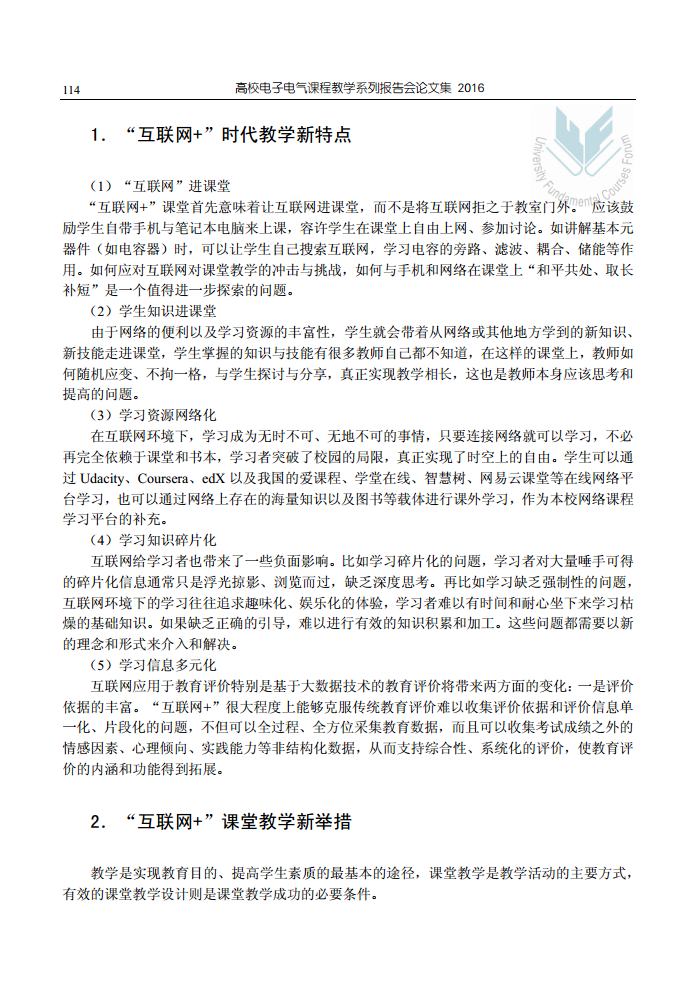 114
高校电子电气课程教学系列报告会论文集 2016
University Fundamental Courses Forum
1．“互联网+”时代教学新特点
（1）“互联网”进课堂
“互联网+”课堂首先意味着让互联网进课堂，而不是将互联网拒之于教室门外。 应该鼓
励学生自带手机与笔记本电脑来上课，容许学生在课堂上自由上网、参加讨论。如讲解基本元
器件（如电容器）时，可以让学生自己搜索互联网，学习电容的旁路、滤波、耦合、储能等作
用。如何应对互联网对课堂教学的冲击与挑战，如何与手机和网络在课堂上“和平共处、取长
补短”是一个值得进一步探索的问题。
（2）学生知识进课堂
由于网络的便利以及学习资源的丰富性，学生就会带着从网络或其他地方学到的新知识、
新技能走进课堂，学生掌握的知识与技能有很多教师自己都不知道，在这样的课堂上，教师如
何随机应变、不拘一格，与学生探讨与分享，真正实现教学相长，这也是教师本身应该思考和
提高的问题。
（3）学习资源网络化
在互联网环境下，学习成为无时不可、无地不可的事情，只要连接网络就可以学习，不必
再完全依赖于课堂和书本，学习者突破了校园的局限，真正实现了时空上的自由。学生可以通
过 Udacity、Coursera、edX 以及我国的爱课程、学堂在线、智慧树、网易云课堂等在线网络平
台学习，也可以通过网络上存在的海量知识以及图书等载体进行课外学习，作为本校网络课程
学习平台的补充。
（4）学习知识碎片化
互联网给学习者也带来了一些负面影响。比如学习碎片化的问题，学习者对大量唾手可得
的碎片化信息通常只是浮光掠影、浏览而过，缺乏深度思考。再比如学习缺乏强制性的问题，
互联网环境下的学习往往追求趣味化、娱乐化的体验，学习者难以有时间和耐心坐下来学习枯
燥的基础知识。如果缺乏正确的引导，难以进行有效的知识积累和加工。这些问题都需要以新
的理念和形式来介入和解决。
（5）学习信息多元化
互联网应用于教育评价特别是基于大数据技术的教育评价将带来两方面的变化：一是评价
依据的丰富。“互联网+”很大程度上能够克服传统教育评价难以收集评价依据和评价信息单
一化、片段化的问题，不但可以全过程、全方位采集教育数据，而且可以收集考试成绩之外的
情感因素、心理倾向、实践能力等非结构化数据，从而支持综合性、系统化的评价，使教育评
价的内涵和功能得到拓展。
2．“互联网+”课堂教学新举措
教学是实现教育目的、提高学生素质的最基本的途径，课堂教学是教学活动的主要方式，
有效的课堂教学设计则是课堂教学成功的必要条件。